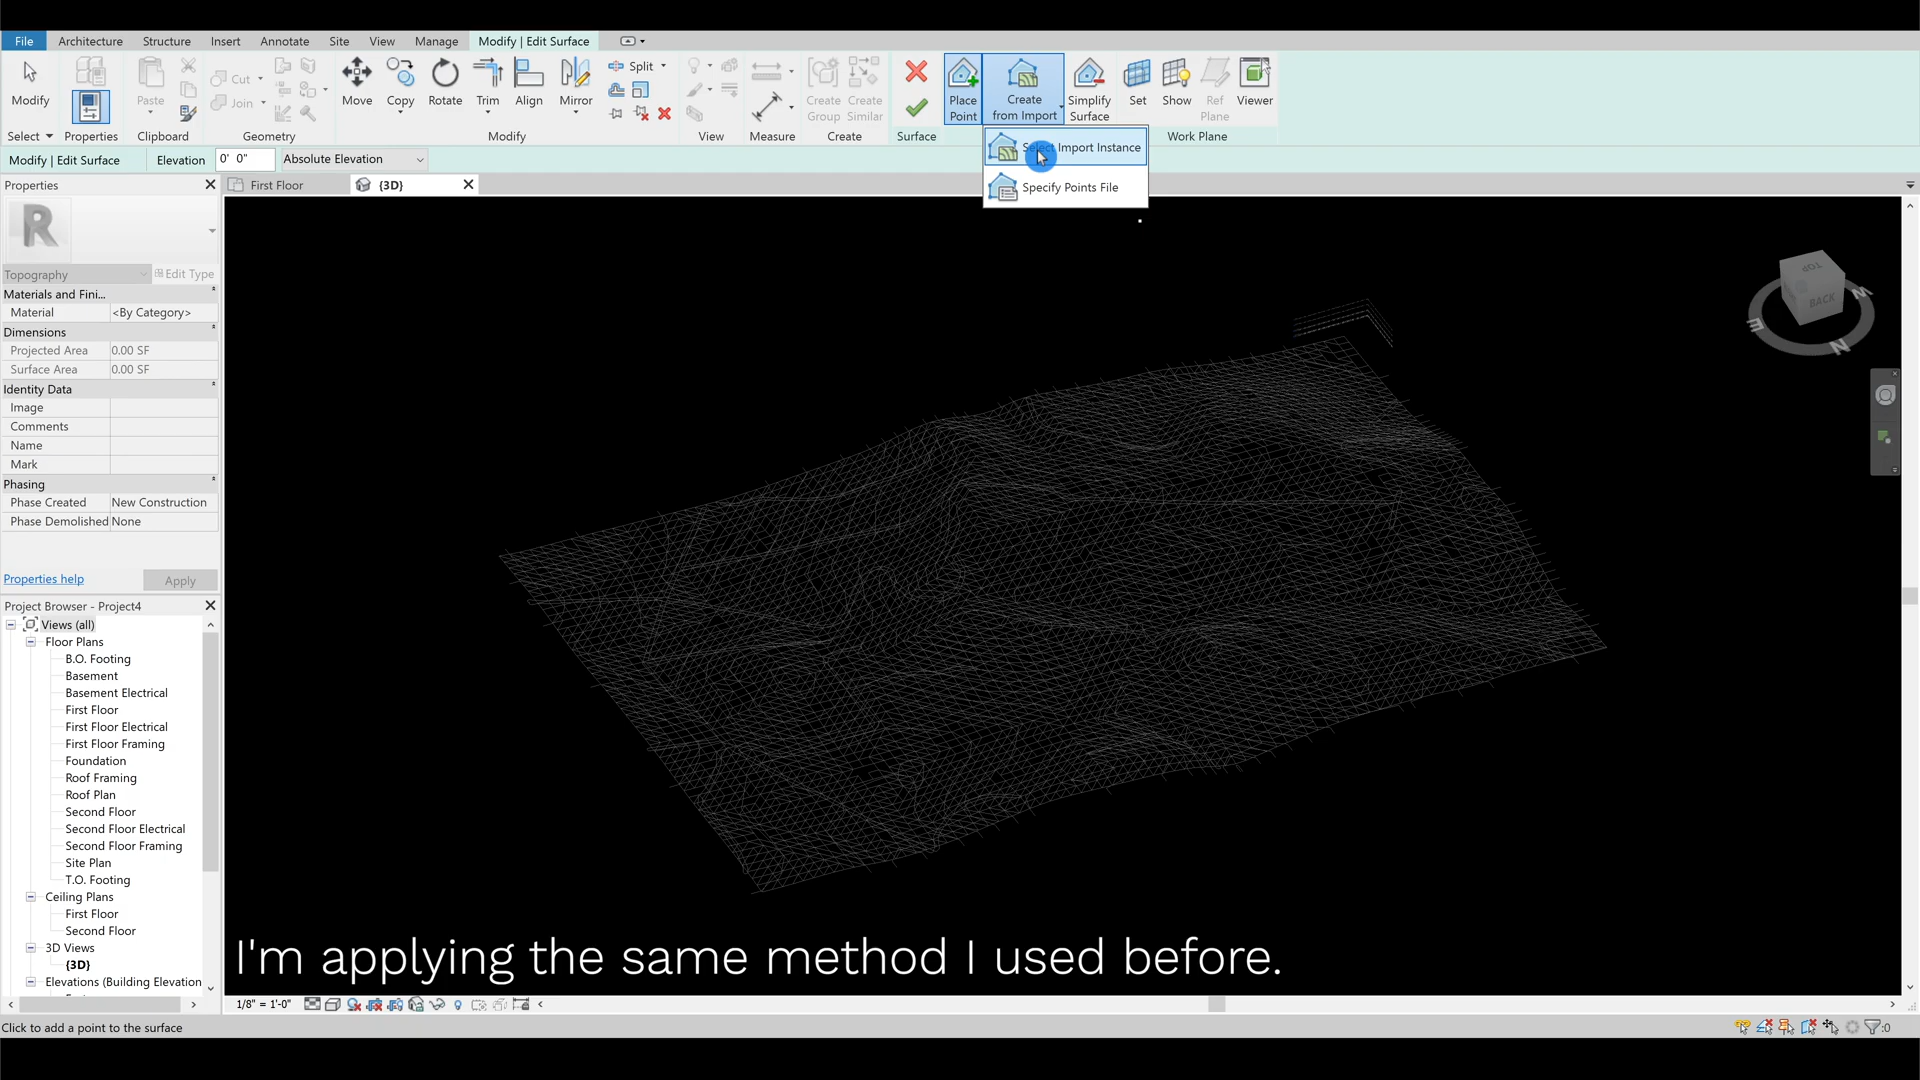 File Architecture Structure Insert Annotate Site View Manage Modify | Edit Surface
Modify
Select
Properties
Paste
Clipboard
Cut
Join
Geometry
Move
Copy
Rotate
Trim
Align
Mirror
Split
Modify
View
Measure
Create Group
Create Similar
Create
Surface
Place Point
Create from Import
Simplify Surface
Set
Show
Ref Plane
Viewer
Work Plane
Select Import Instance
Specify Points File
Modify | Edit Surface Elevation 0' 0" Absolute Elevation
Properties
First Floor
{3D}
R
Topography
Edit Type
Materials and Fini...
Material <By Category>
Dimensions
Projected Area 0.00 SF
Surface Area 0.00 SF
Identity Data
Image
Comments
Name
Mark
Phasing
Phase Created New Construction
Phase Demolished None
Properties help
Apply
TOP
BACK
W
E
N
Project Browser - Project4
Views (all)
Floor Plans
B.O. Footing
Basement
Basement Electrical
First Floor
First Floor Electrical
First Floor Framing
Foundation
Roof Framing
Roof Plan
Second Floor
Second Floor Electrical
Second Floor Framing
Site Plan
T.O. Footing
Ceiling Plans
First Floor
Second Floor
3D Views
{3D}
Elevations (Building Elevation
I'm applying the same method I used before.
1/8" = 1'-0"
Click to add a point to the surface
:0